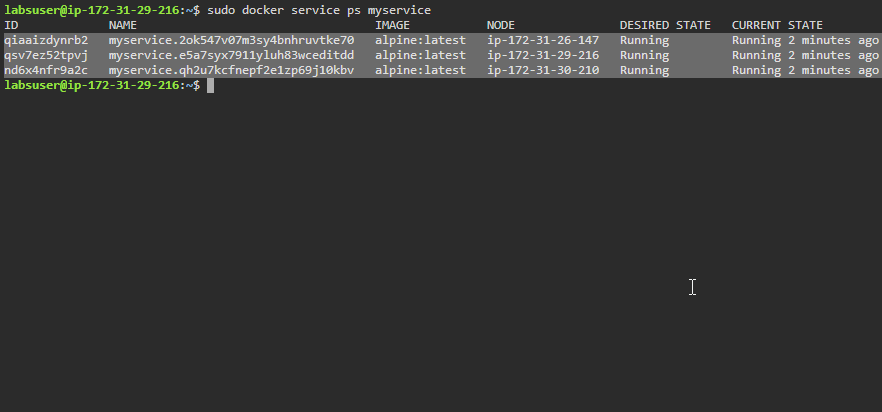 labsuser@ip-172-31-29-216:~$ sudo docker service ps myservice
ID NAME IMAGE NODE DESIRED STATE CURRENT STATE
qiaaizdynrb2 myservice.2ok547v07m3sy4bnhruvtke70 alpine:latest ip-172-31-26-147 Running Running 2 minutes ago
qsv7ez52tpvj myservice.e5a7syx7911yluh83wceditdd alpine:latest ip-172-31-29-216 Running Running 2 minutes ago
nd6x4nfr9a2c myservice.qh2u7kcfnepf2e1zp69j10kbv alpine:latest ip-172-31-30-210 Running Running 2 minutes ago
labsuser@ip-172-31-29-216:~$